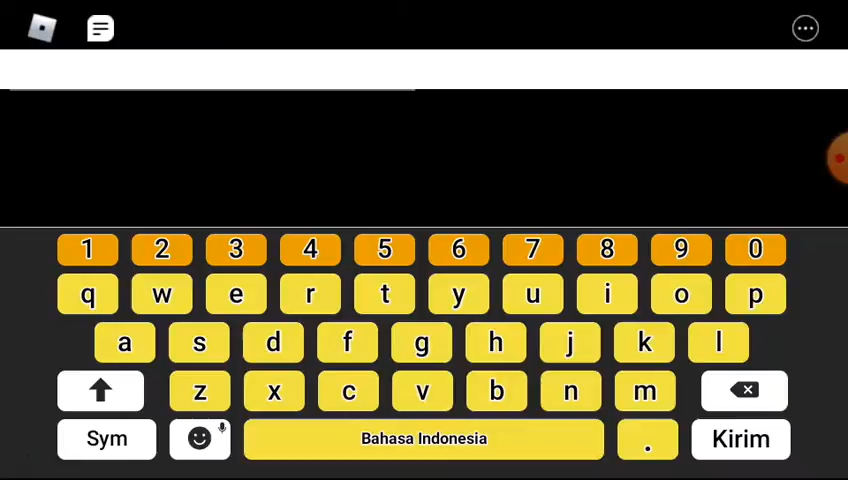 1 2 3 4 5 6 7 8 9 0
q w e r t y u i o p
a s d f g h j k l
z x c v b n m
Sym Bahasa Indonesia . Kirim